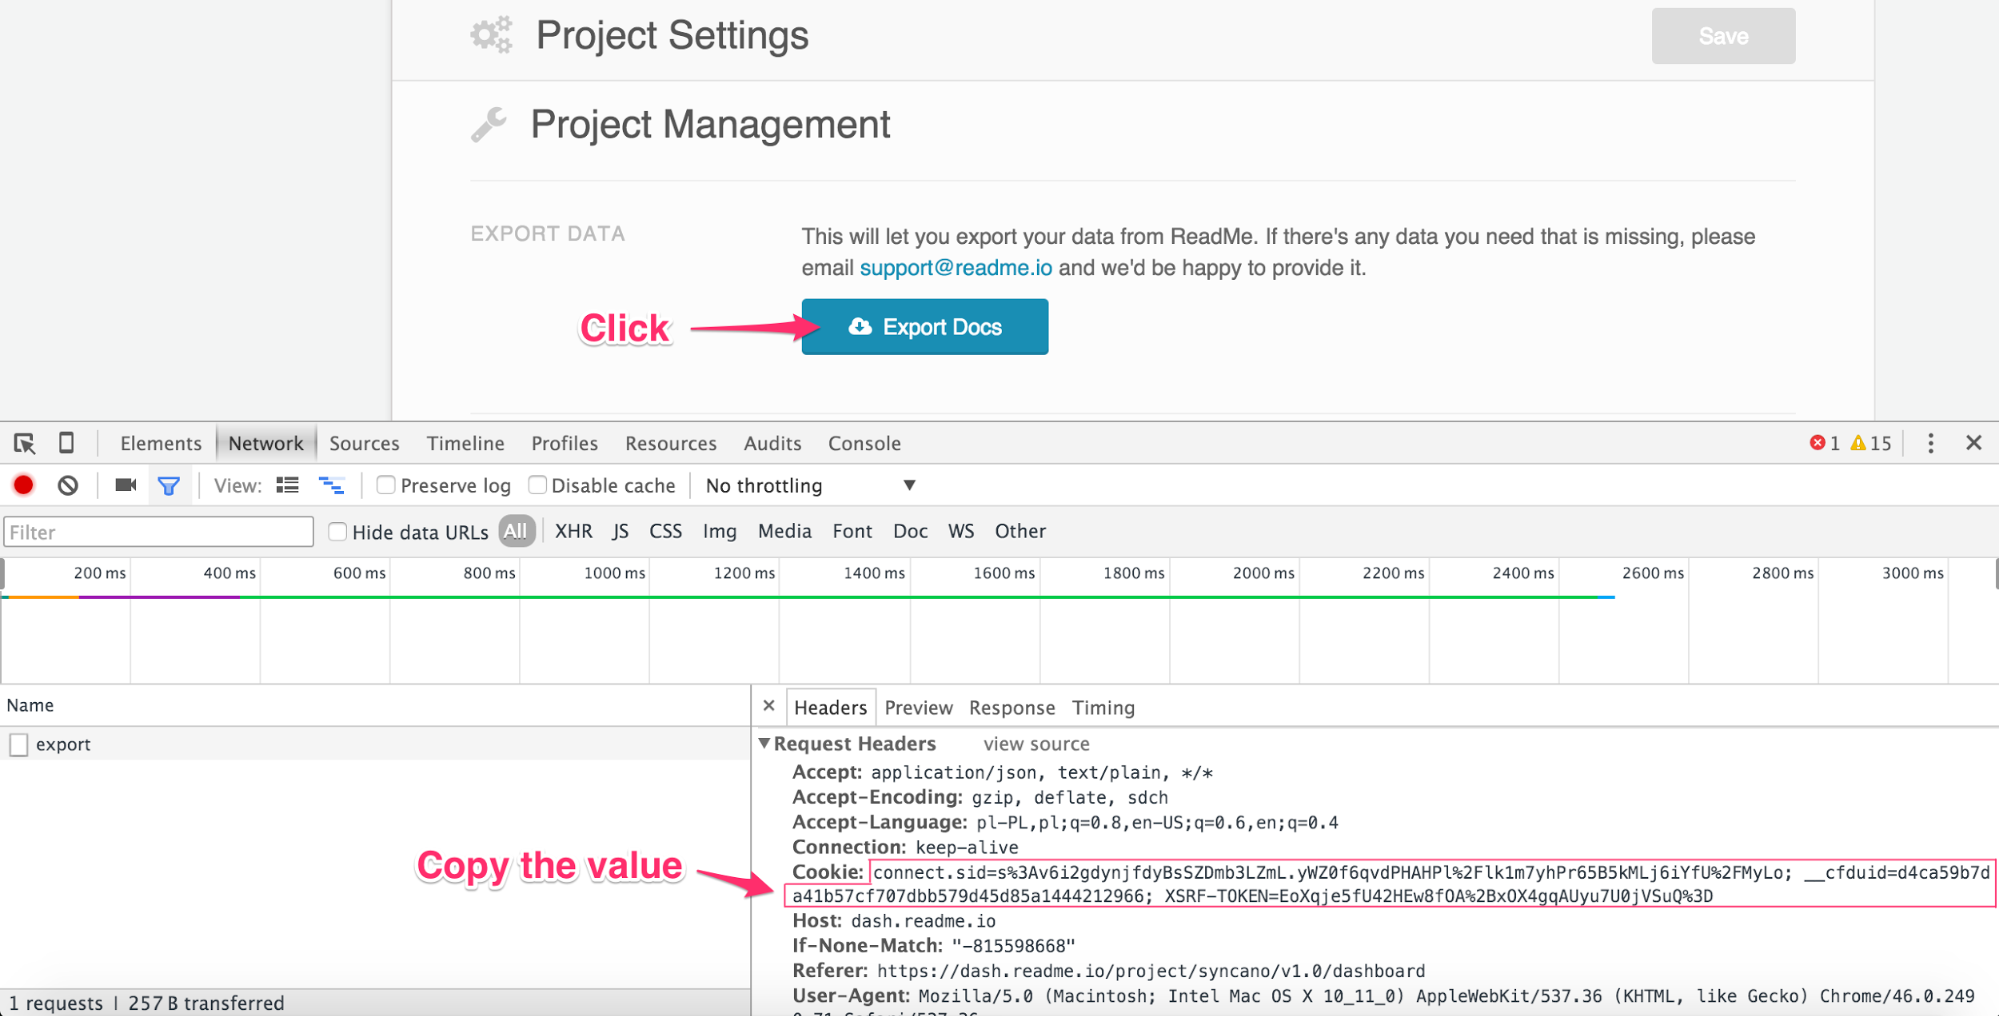 Project Settings
Save
Project Management
EXPORT DATA
This will let you export your data from ReadMe. If there's any data you need that is missing, please
email support@readme.io and we'd be happy to provide it.
Click
Export Docs
Elements Network Sources Timeline Profiles Resources Audits Console
1 15
View: Preserve log Disable cache No throttling
Filter Hide data URLs All XHR JS CSS Img Media Font Doc WS Other
200 ms 400 ms 600 ms 800 ms 1000 ms 1200 ms 1400 ms 1600 ms 1800 ms 2000 ms 2200 ms 2400 ms 2600 ms 2800 ms 3000 ms
Name
× Headers Preview Response Timing
export
Request Headers view source
Accept: application/json, text/plain, */*
Accept-Encoding: gzip, deflate, sdch
Accept-Language: pl-PL,pl;q=0.8,en-US;q=0.6,en;q=0.4
Connection: keep-alive
Copy the value
Cookie: connect.sid=s%3Av6i2gdynjfdyBsSZDmb3LZmL.yWZ0f6qvdPHAHPl%2Flk1m7yhPr65B5kMLj6iYfU%2FMyLo; __cfduid=d4ca59b7d
a41b57cf707dbb579d45d85a1444212966; XSRF-TOKEN=EoXqje5fU42HEw8fOA%2BxOX4gqAUyu7U0jVSuQ%3D
Host: dash.readme.io
If-None-Match: "-815598668"
Referer: https://dash.readme.io/project/syncano/v1.0/dashboard
User-Agent: Mozilla/5.0 (Macintosh; Intel Mac OS X 10_11_0) AppleWebKit/537.36 (KHTML, like Gecko) Chrome/46.0.249
1 requests | 257 B transferred